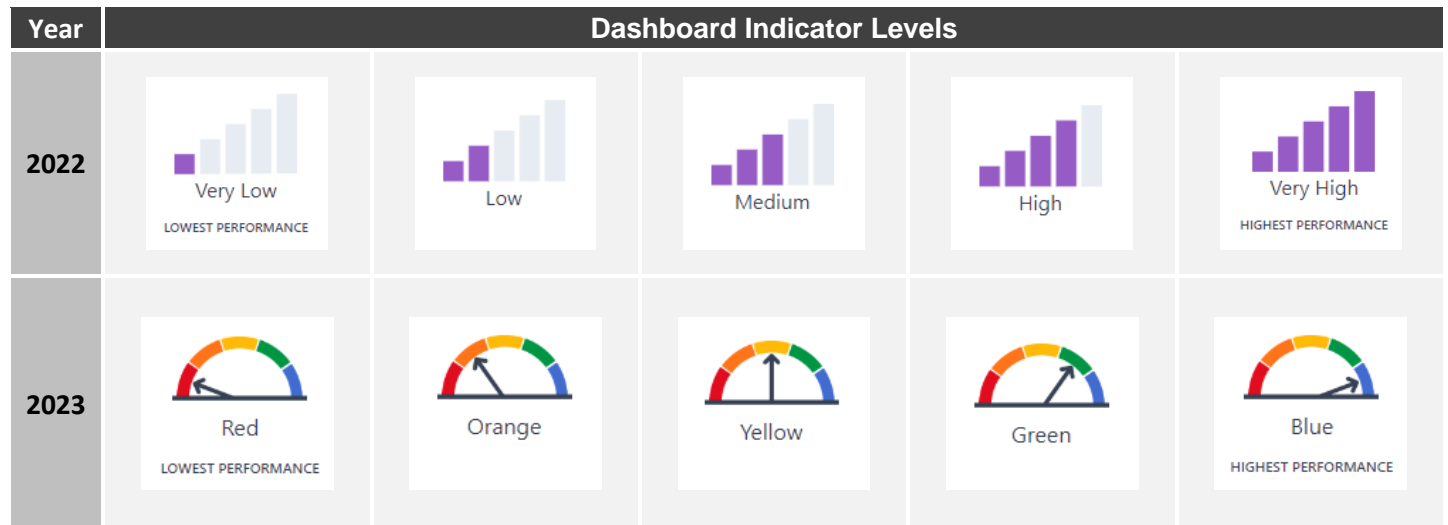 Year
Dashboard Indicator Levels
2022
Very Low
LOWEST PERFORMANCE
Low
Medium
High
Very High
HIGHEST PERFORMANCE
2023
Red
LOWEST PERFORMANCE
Orange
Yellow
Green
Blue
HIGHEST PERFORMANCE